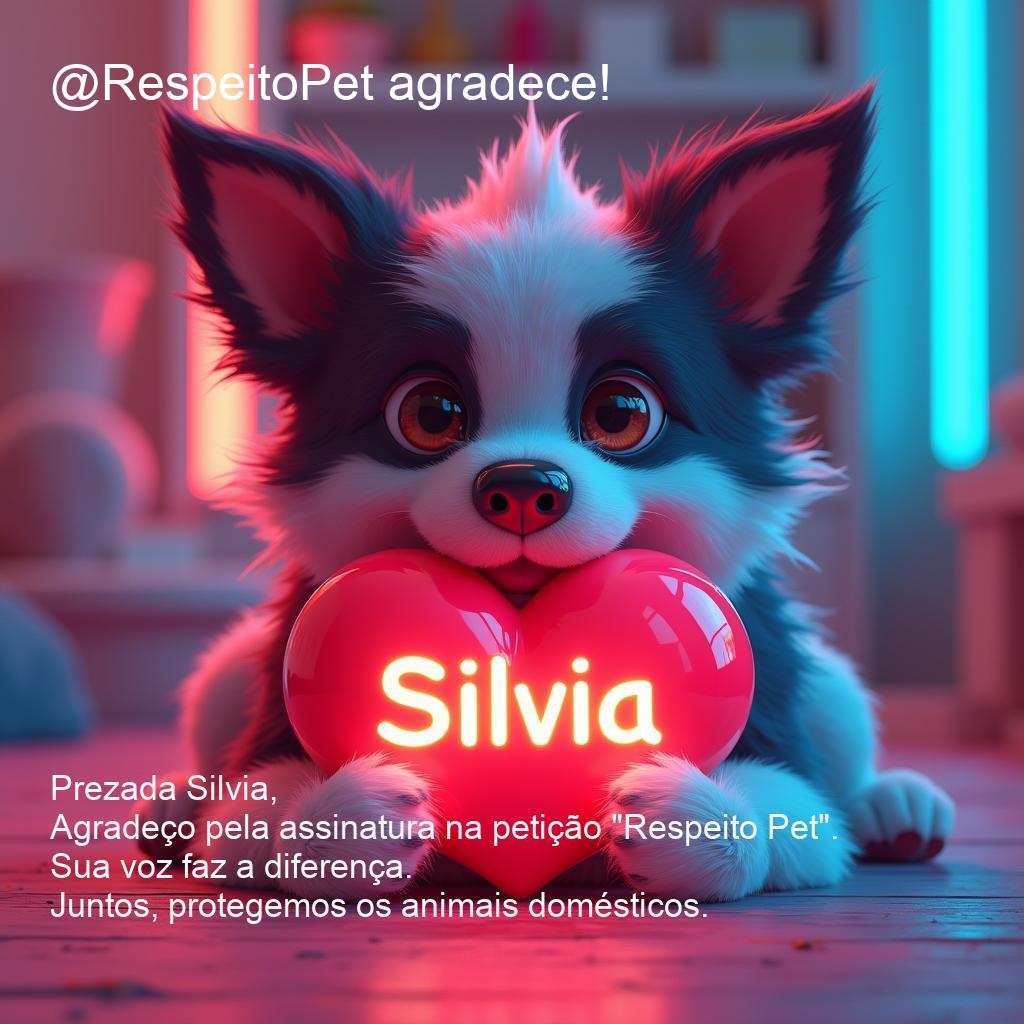 @RespeitoPet agradece!
Silvia
Prezada Silvia,
Agradeço pela assinatura na petição "Respeito Pet".
Sua voz faz a diferença.
Juntos, protegemos os animais domésticos.